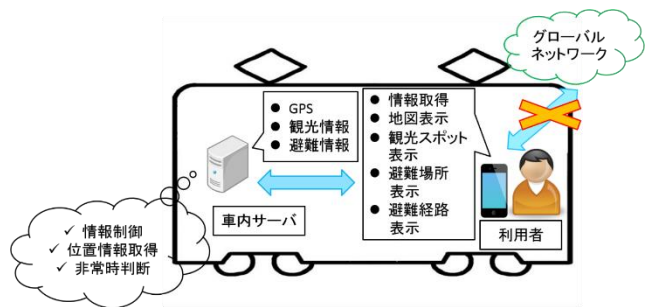 グローバル
ネットワーク
● GPS
● 観光情報
● 避難情報
● 情報取得
● 地図表示
● 観光スポット
表示
● 避難場所
表示
● 避難経路
表示
車内サーバ
利用者
✓ 情報制御
✓ 位置情報取得
✓ 非常時判断